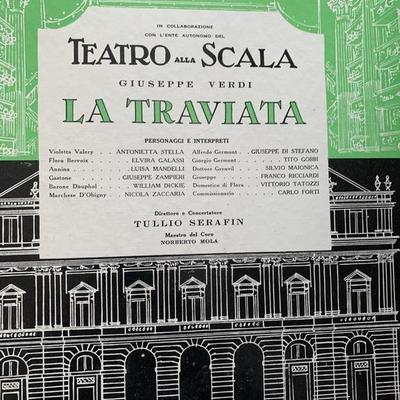 IN COLLABORAZIONE
CON L'ENTE AUTONOMO DEL
TEATRO ALLA SCALA
GIUSEPPE VERDI
LA TRAVIATA
PERSONAGGI E INTERPRETI
Violetta Valery . . . ANTONIETTA STELLA
Flora Bervoix . . . ELVIRA GALASSI
Annina . . . LUISA MANDELLI
Gastone . . . GIUSEPPE ZAMPIERI
Barone Douphol . . . WILLIAM DICKIE
Marchese D'Obigny . . . NICOLA ZACCARIA
Alfredo Germont . GIUSEPPE DI STEFANO
Giorgio Germont . . . TITO GOBBI
Dottore Grenvil . . . SILVIO MAIONICA
Giuseppe . . . FRANCO RICCIARDI
Domestico di Flora . . VITTORIO TATOZZI
Commissionario . . . CARLO FORTI
Direttore e Concertatore
TULLIO SERAFIN
Maestro del Coro
NORBERTO MOLA